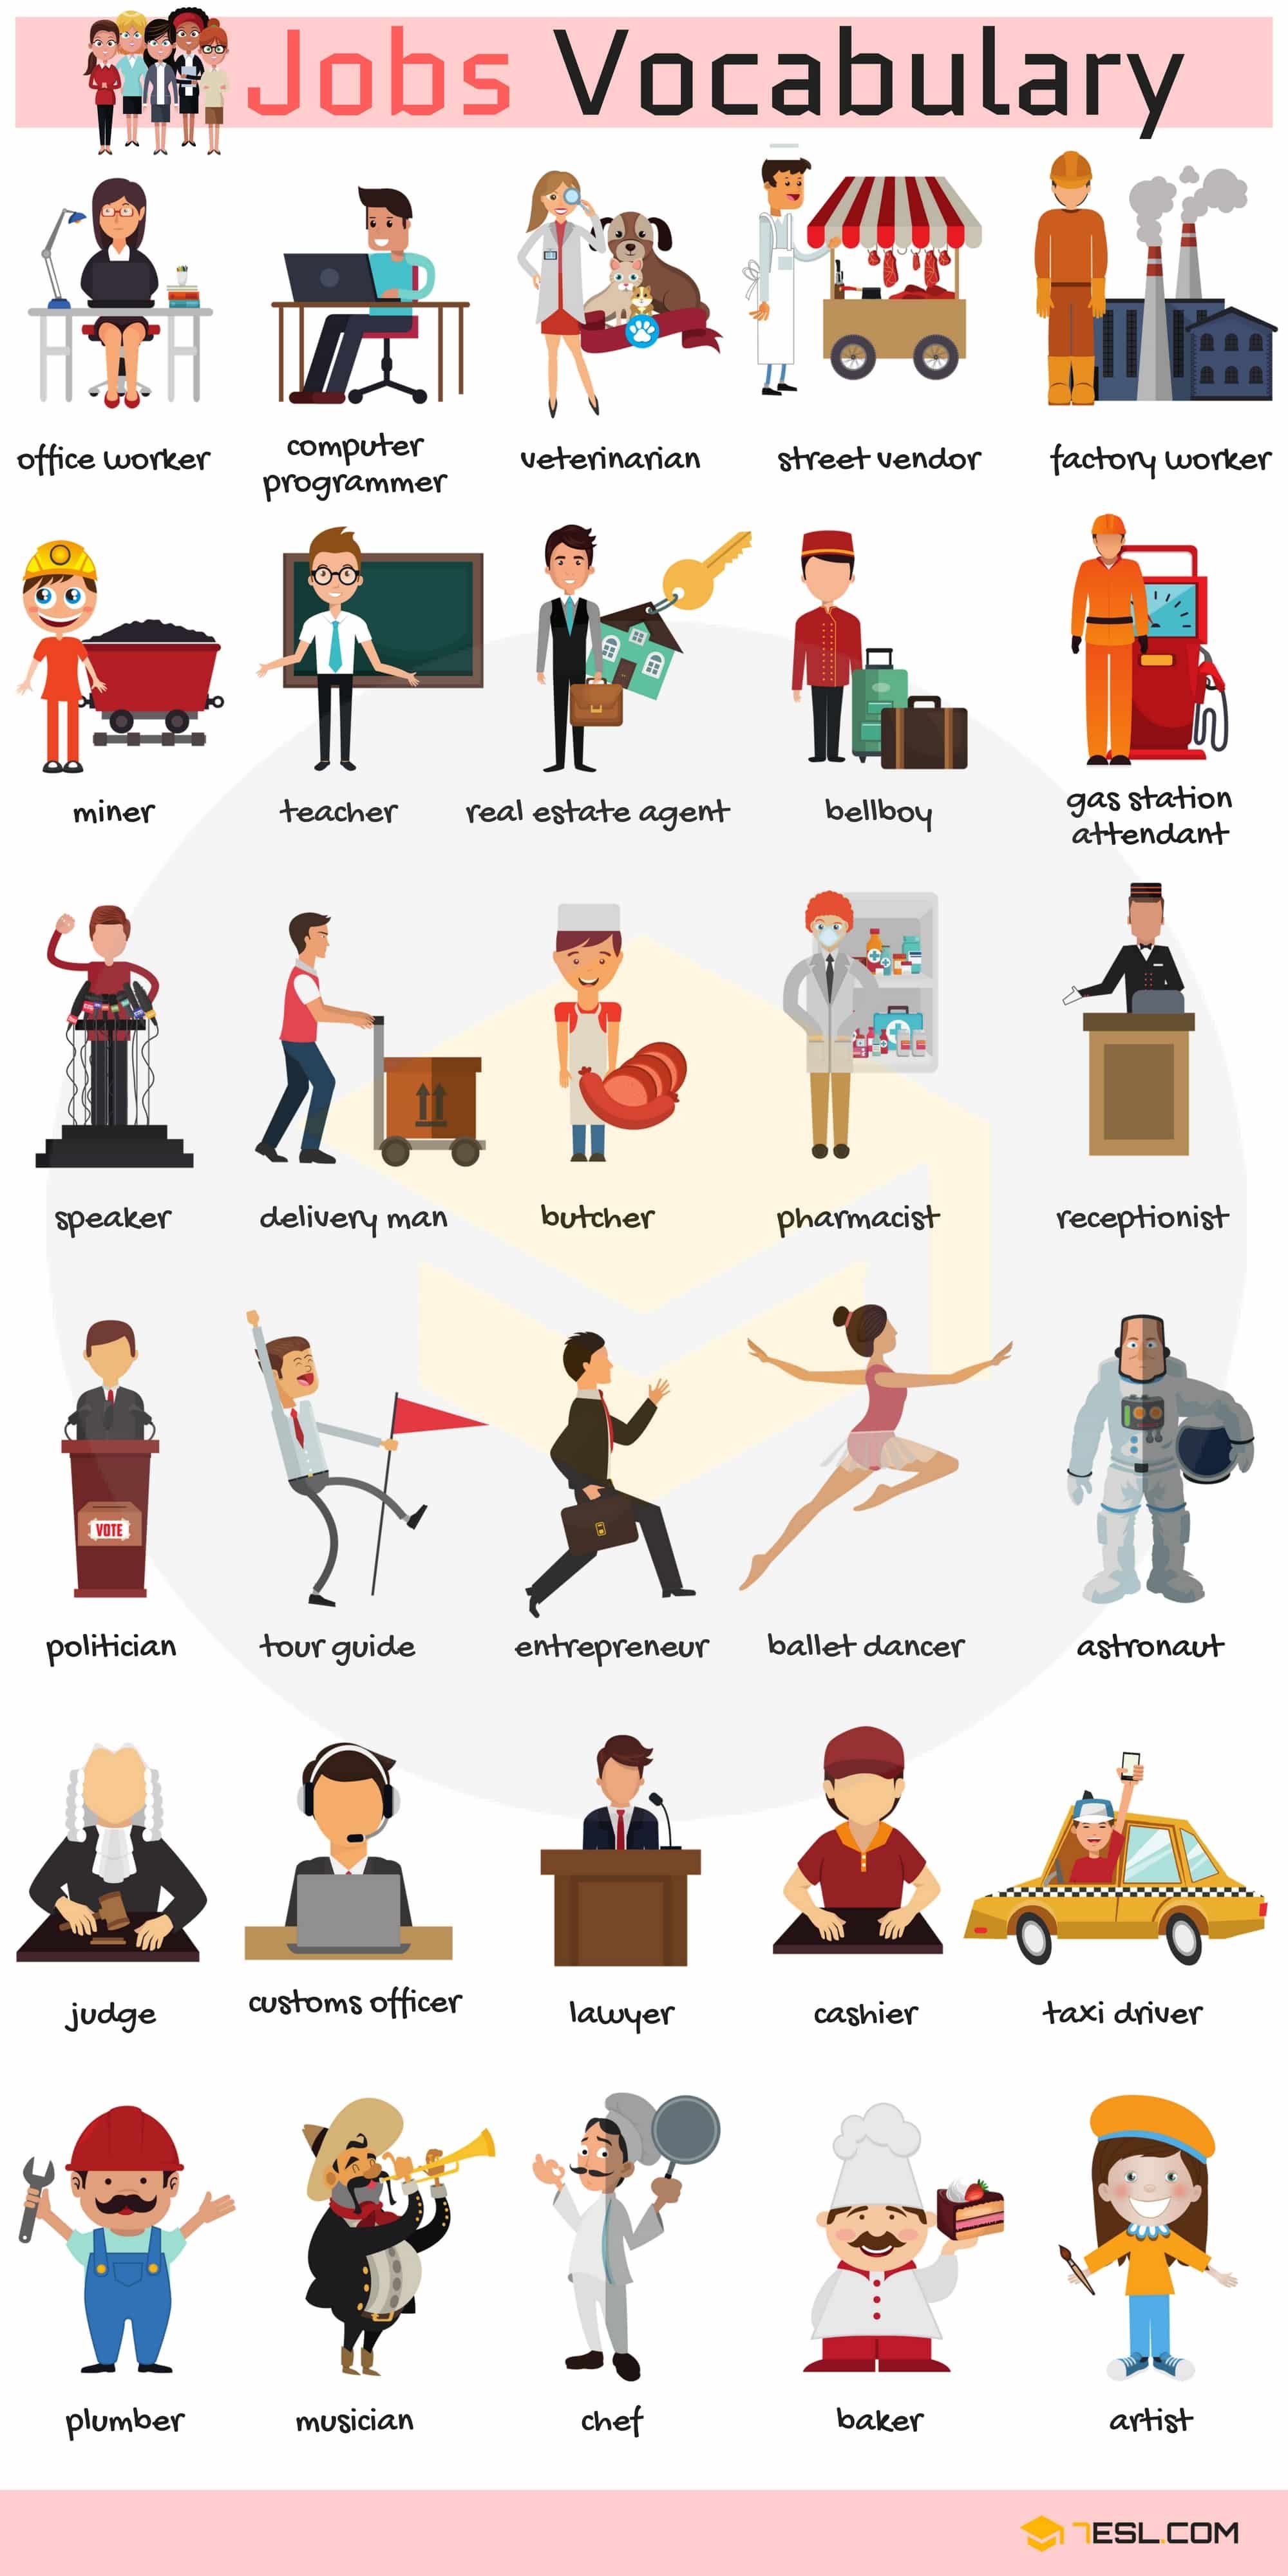 Jobs Vocabulary
office worker
computer
programmer
veterinarian
street vendor
factory worker
miner
teacher
real estate agent
bellboy
gas station
attendant
speaker
delivery man
butcher
pharmacist
receptionist
VOTE
politician
tour guide
entrepreneur
ballet dancer
astronaut
judge
customs officer
lawyer
cashier
taxi driver
plumber
musician
chef
baker
artist
7ESL.COM